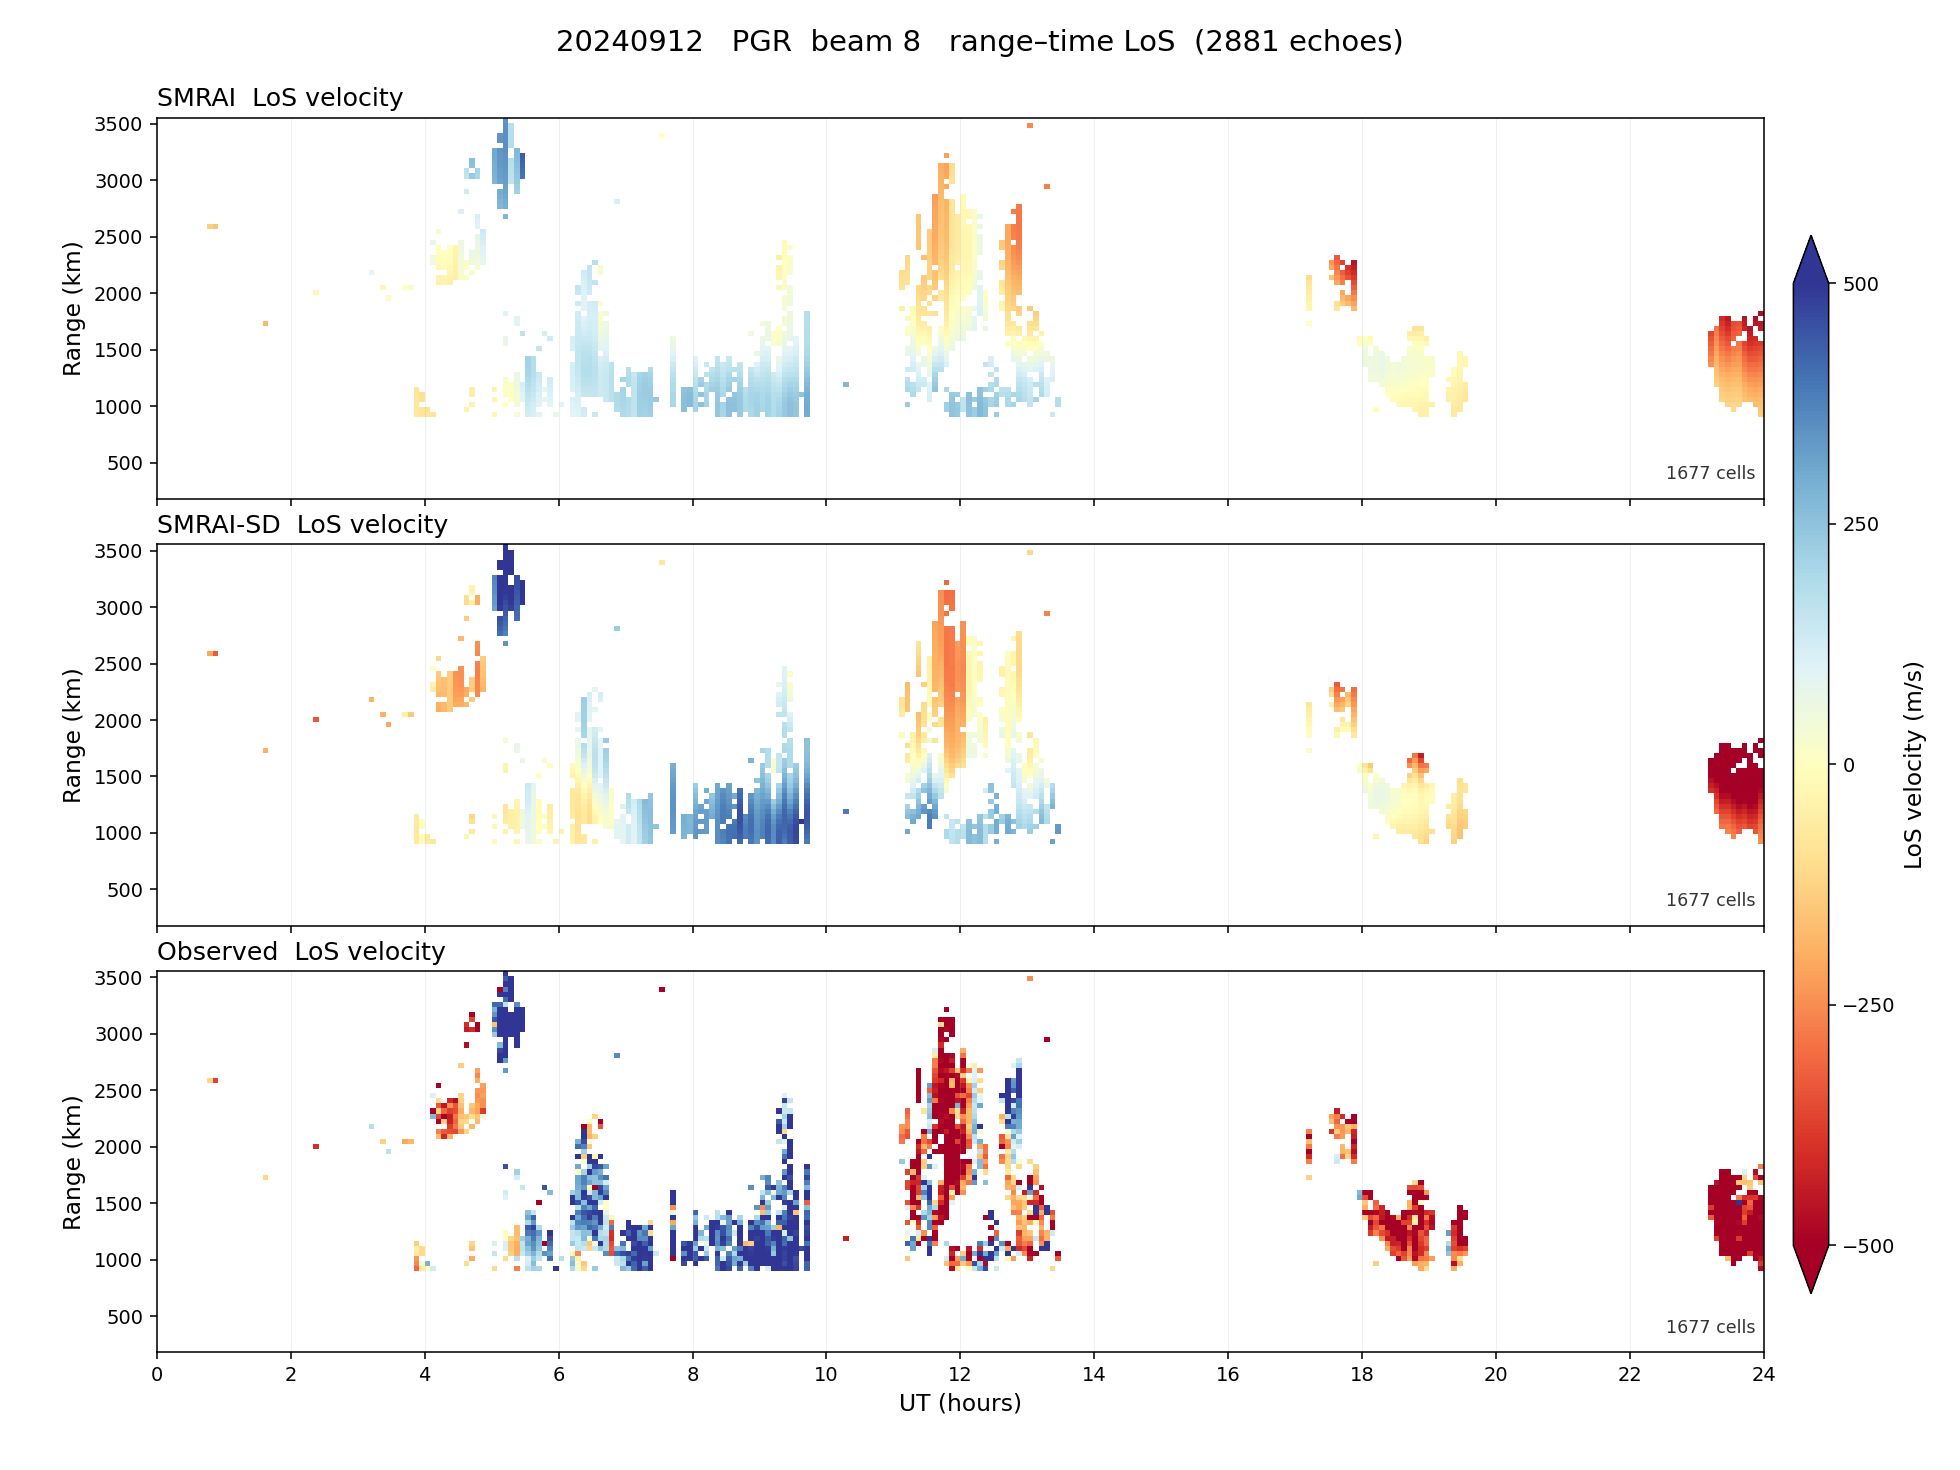 20240912   PGR  beam 8   range–time LoS  (2881 echoes)
SMRAI  LoS velocity
3500
3000
2500
2000
1500
1000
500
Range (km)
1677 cells
SMRAI-SD  LoS velocity
3500
3000
2500
2000
1500
1000
500
Range (km)
1677 cells
Observed  LoS velocity
3500
3000
2500
2000
1500
1000
500
Range (km)
1677 cells
0 2 4 6 8 10 12 14 16 18 20 22 24
UT (hours)
500
250
0
−250
−500
LoS velocity (m/s)